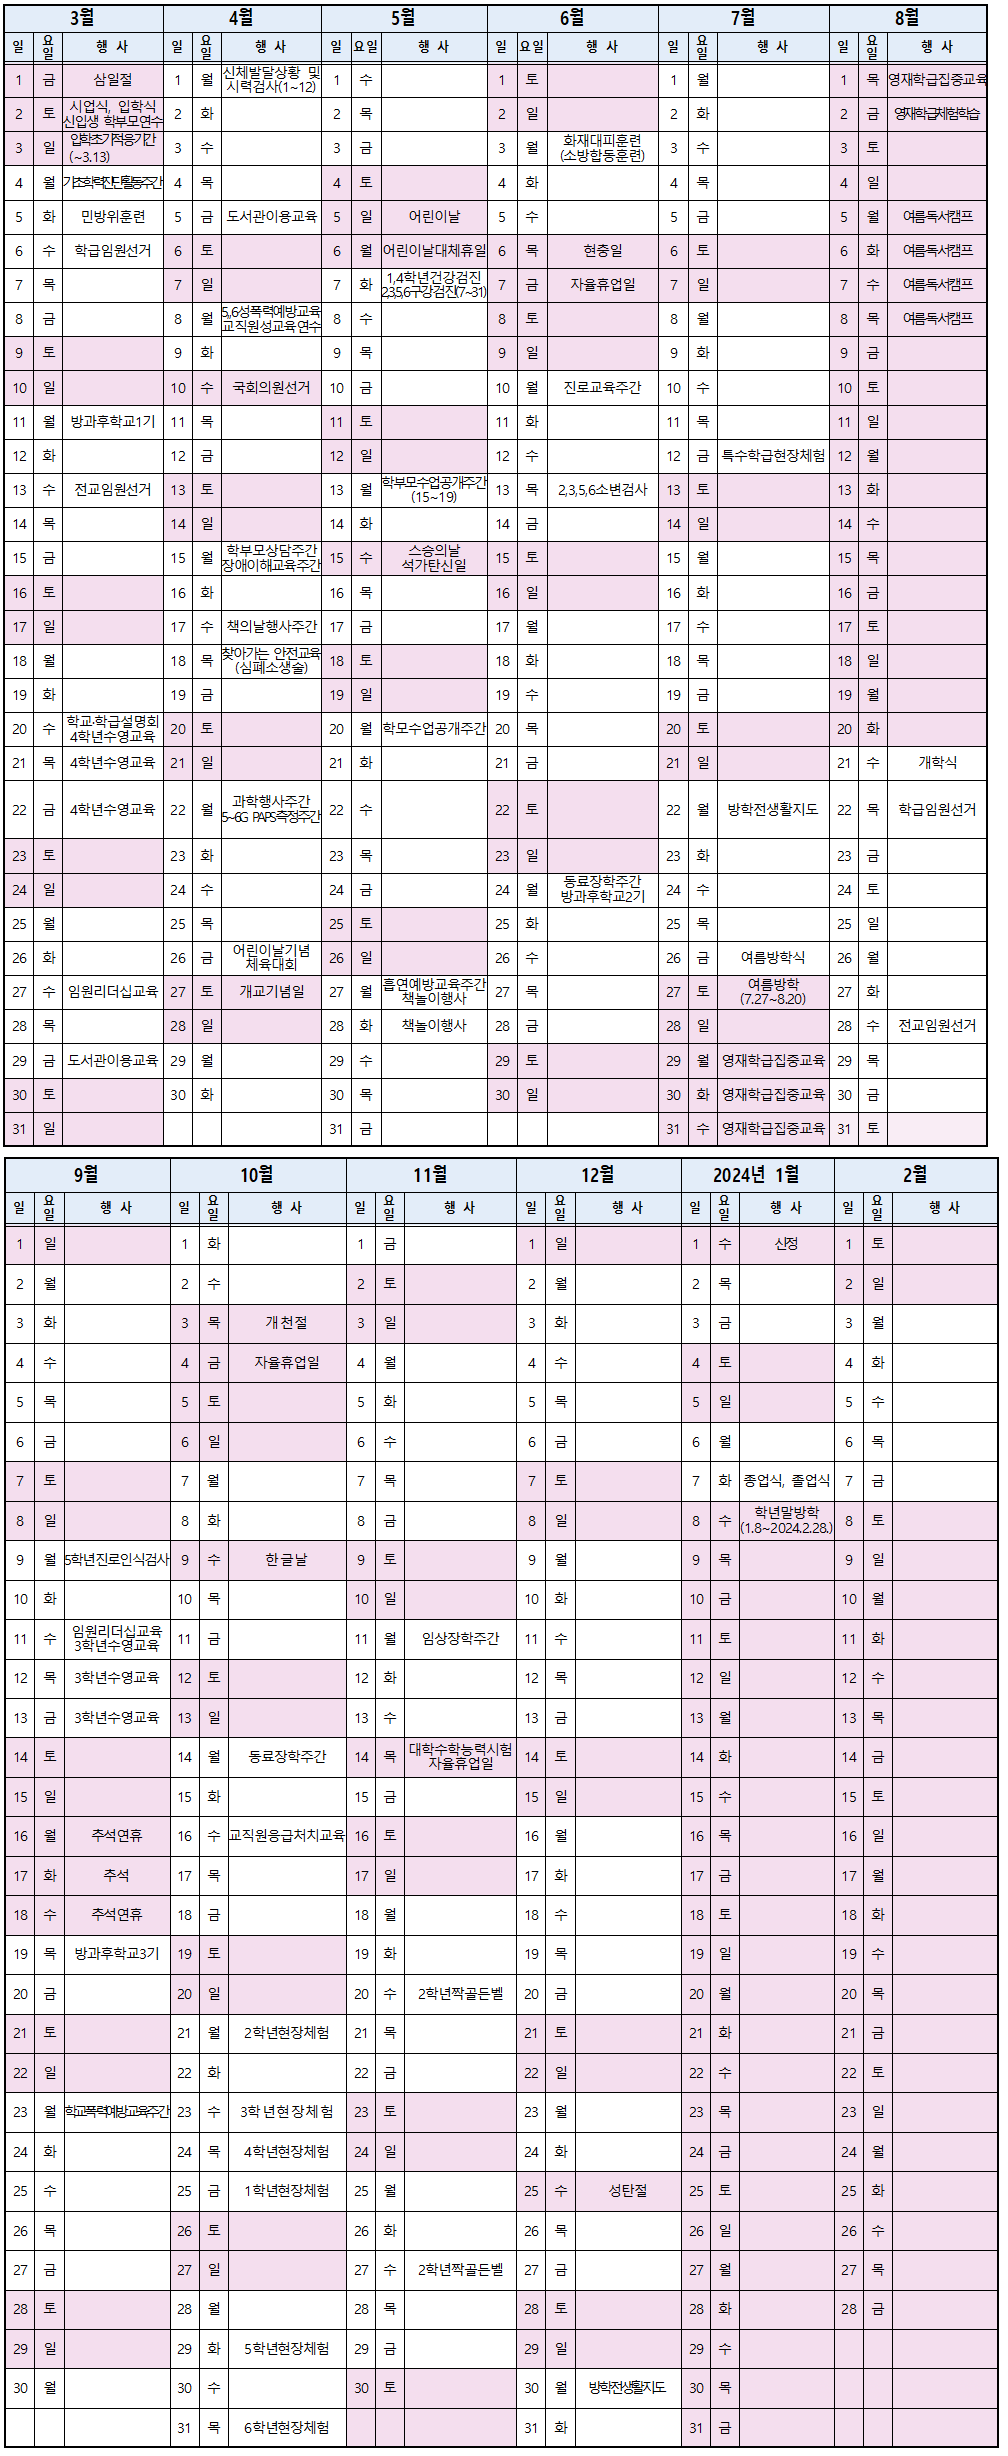 3월 4월 5월 6월 7월 8월
일 요일 행 사 일 요일 행 사 일 요일 행 사 일 요일 행 사 일 요일 행 사 일 요일 행 사
1 금 삼일절 1 월 신체발달상황 및 시력검사(1~12) 1 수 1 토 1 월 1 목 영재학급집중교육
2 토 시업식, 입학식 신입생 학부모연수 2 화 2 목 2 일 2 화 2 금 영재학급체험학습
3 일 입학초기적응기간 (~3.13) 3 수 3 금 3 월 화재대피훈련 (소방합동훈련) 3 수 3 토
4 월 기초학력진단활동주간 4 목 4 토 4 화 4 목 4 일
5 화 민방위훈련 5 금 도서관이용교육 5 일 어린이날 5 수 5 금 5 월 여름독서캠프
6 수 학급임원선거 6 토 6 월 어린이날대체휴일 6 목 현충일 6 토 6 화 여름독서캠프
7 목 7 일 7 화 1,4학년건강검진 2,3,5,6구강검진(7~31) 7 금 자율휴업일 7 일 7 수 여름독서캠프
8 금 8 월 5,6성폭력예방교육 교직원성교육 연수 8 수 8 토 8 월 8 목 여름독서캠프
9 토 9 화 9 목 9 일 9 화 9 금
10 일 10 수 국회의원선거 10 금 10 월 진로교육주간 10 수 10 토
11 월 방과후학교1기 11 목 11 토 11 화 11 목 11 일
12 화 12 금 12 일 12 수 12 금 특수학급현장체험 12 월
13 수 전교임원선거 13 토 13 월 학부모수업공개주간 (15~19) 13 목 2,3,5,6소변검사 13 토 13 화
14 목 14 일 14 화 14 금 14 일 14 수
15 금 15 월 학부모상담주간 장애이해교육주간 15 수 스승의날 석가탄신일 15 토 15 월 15 목
16 토 16 화 16 목 16 일 16 화 16 금
17 일 17 수 책의날행사주간 17 금 17 월 17 수 17 토
18 월 18 목 찾아가는 안전교육 (심폐소생술) 18 토 18 화 18 목 18 일
19 화 19 금 19 일 19 수 19 금 19 월
20 수 학교·학급설명회 4학년수영교육 20 토 20 월 학모수업공개주간 20 목 20 토 20 화
21 목 4학년수영교육 21 일 21 화 21 금 21 일 21 수 개학식
22 금 4학년수영교육 22 월 과학행사주간 5~6G PAPS측정주간 22 수 22 토 22 월 방학전생활지도 22 목 학급임원선거
23 토 23 화 23 목 23 일 23 화 23 금
24 일 24 수 24 금 24 월 동료장학주간 방과후학교2기 24 수 24 토
25 월 25 목 25 토 25 화 25 목 25 일
26 화 26 금 어린이날기념 체육대회 26 일 26 수 26 금 여름방학식 26 월
27 수 임원리더십교육 27 토 개교기념일 27 월 흡연예방교육주간 책놀이행사 27 목 27 토 여름방학 (7.27~8.20) 27 화
28 목 28 일 28 화 책놀이행사 28 금 28 일 28 수 전교임원선거
29 금 도서관이용교육 29 월 29 수 29 토 29 월 영재학급집중교육 29 목
30 토 30 화 30 목 30 일 30 화 영재학급집중교육 30 금
31 일 31 금 31 수 영재학급집중교육 31 토
9월 10월 11월 12월 2024년 1월 2월
일 요일 행 사 일 요일 행 사 일 요일 행 사 일 요일 행 사 일 요일 행 사 일 요일 행 사
1 일 1 화 1 금 1 일 1 수 신정 1 토
2 월 2 수 2 토 2 월 2 목 2 일
3 화 3 목 개천절 3 일 3 화 3 금 3 월
4 수 4 금 자율휴업일 4 월 4 수 4 토 4 화
5 목 5 토 5 화 5 목 5 일 5 수
6 금 6 일 6 수 6 금 6 월 6 목
7 토 7 월 7 목 7 토 7 화 종업식, 졸업식 7 금
8 일 8 화 8 금 8 일 8 수 학년말방학 (1.8~2024.2.28.) 8 토
9 월 5학년진로인식검사 9 수 한글날 9 토 9 월 9 목 9 일
10 화 10 목 10 일 10 화 10 금 10 월
11 수 임원리더십교육 3학년수영교육 11 금 11 월 임상장학주간 11 수 11 토 11 화
12 목 3학년수영교육 12 토 12 화 12 목 12 일 12 수
13 금 3학년수영교육 13 일 13 수 13 금 13 월 13 목
14 토 14 월 동료장학주간 14 목 대학수학능력시험 자율휴업일 14 토 14 화 14 금
15 일 15 화 15 금 15 일 15 수 15 토
16 월 추석연휴 16 수 교직원응급처치교육 16 토 16 월 16 목 16 일
17 화 추석 17 목 17 일 17 화 17 금 17 월
18 수 추석연휴 18 금 18 월 18 수 18 토 18 화
19 목 방과후학교3기 19 토 19 화 19 목 19 일 19 수
20 금 20 일 20 수 2학년짝골든벨 20 금 20 월 20 목
21 토 21 월 2학년현장체험 21 목 21 토 21 화 21 금
22 일 22 화 22 금 22 일 22 수 22 토
23 월 학교폭력예방교육주간 23 수 3학년현장체험 23 토 23 월 23 목 23 일
24 화 24 목 4학년현장체험 24 일 24 화 24 금 24 월
25 수 25 금 1학년현장체험 25 월 25 수 성탄절 25 토 25 화
26 목 26 토 26 화 26 목 26 일 26 수
27 금 27 일 27 수 2학년짝골든벨 27 금 27 월 27 목
28 토 28 월 28 목 28 토 28 화 28 금
29 일 29 화 5학년현장체험 29 금 29 일 29 수
30 월 30 수 30 토 30 월 방학전생활지도 30 목
31 목 6학년현장체험 31 화 31 금